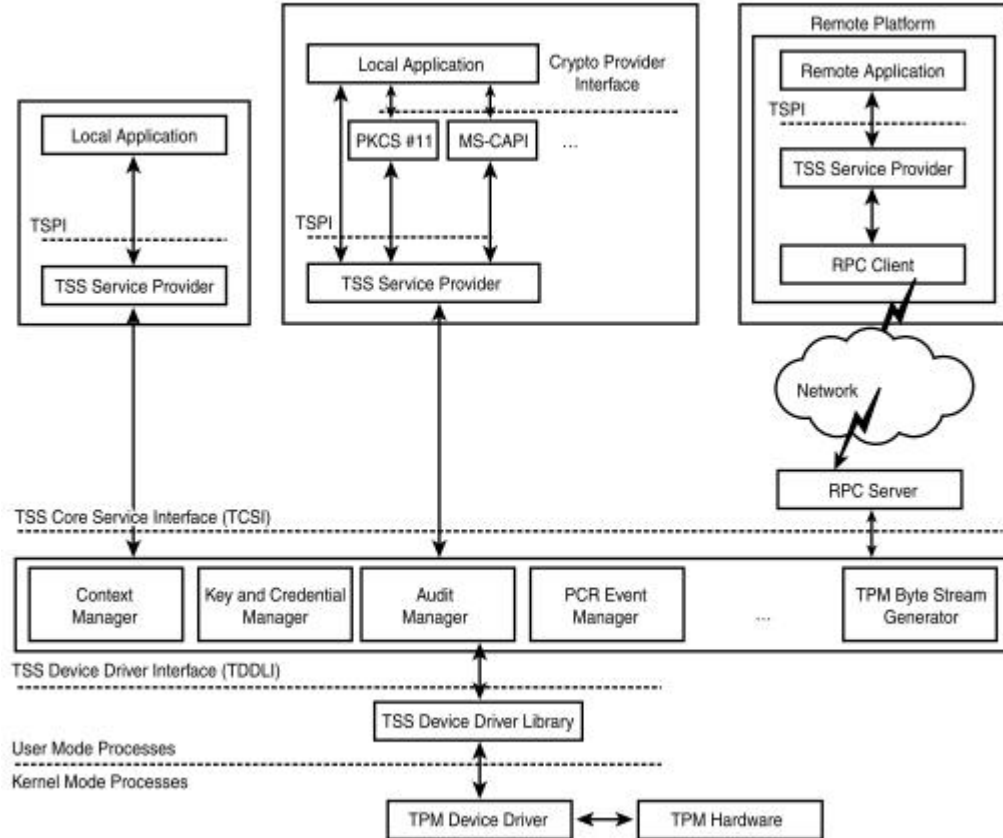 Local Application
TSPI
TSS Service Provider
Local Application
Crypto Provider
Interface
PKCS #11
MS-CAPI
...
TSPI
TSS Service Provider
Remote Platform
Remote Application
TSPI
TSS Service Provider
RPC Client
Network
RPC Server
TSS Core Service Interface (TCSI)
Context
Manager
Key and Credential
Manager
Audit
Manager
PCR Event
Manager
...
TPM Byte Stream
Generator
TSS Device Driver Interface (TDDLI)
TSS Device Driver Library
User Mode Processes
Kernel Mode Processes
TPM Device Driver
TPM Hardware